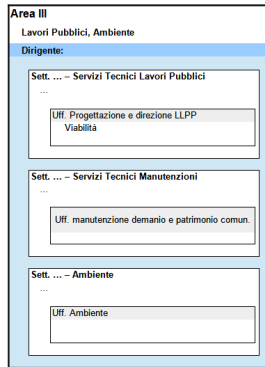 Area III
Lavori Pubblici, Ambiente
Dirigente:
Sett. ... – Servizi Tecnici Lavori Pubblici
...
Uff. Progettazione e direzione LLPP
Viabilità
Sett. ... – Servizi Tecnici Manutenzioni
...
Uff. manutenzione demanio e patrimonio comun.
Sett. ... – Ambiente
...
Uff. Ambiente